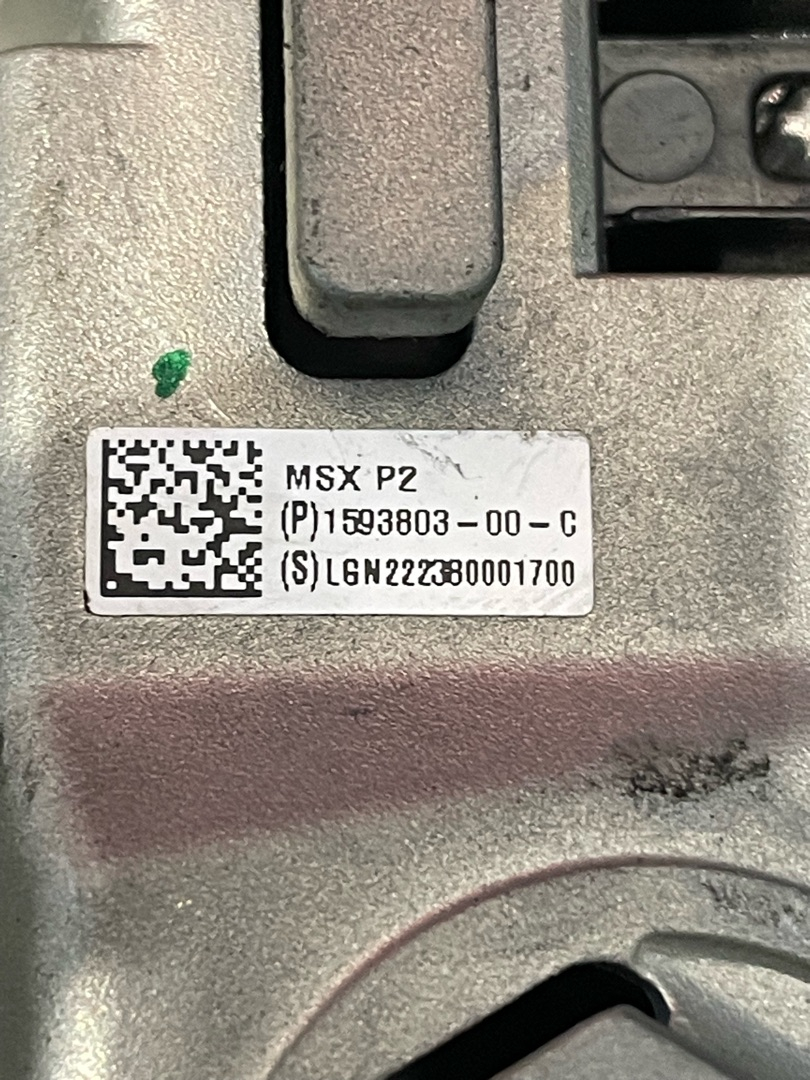 MSX P2
(P)1593803-00-C
(S)LGN222380001700